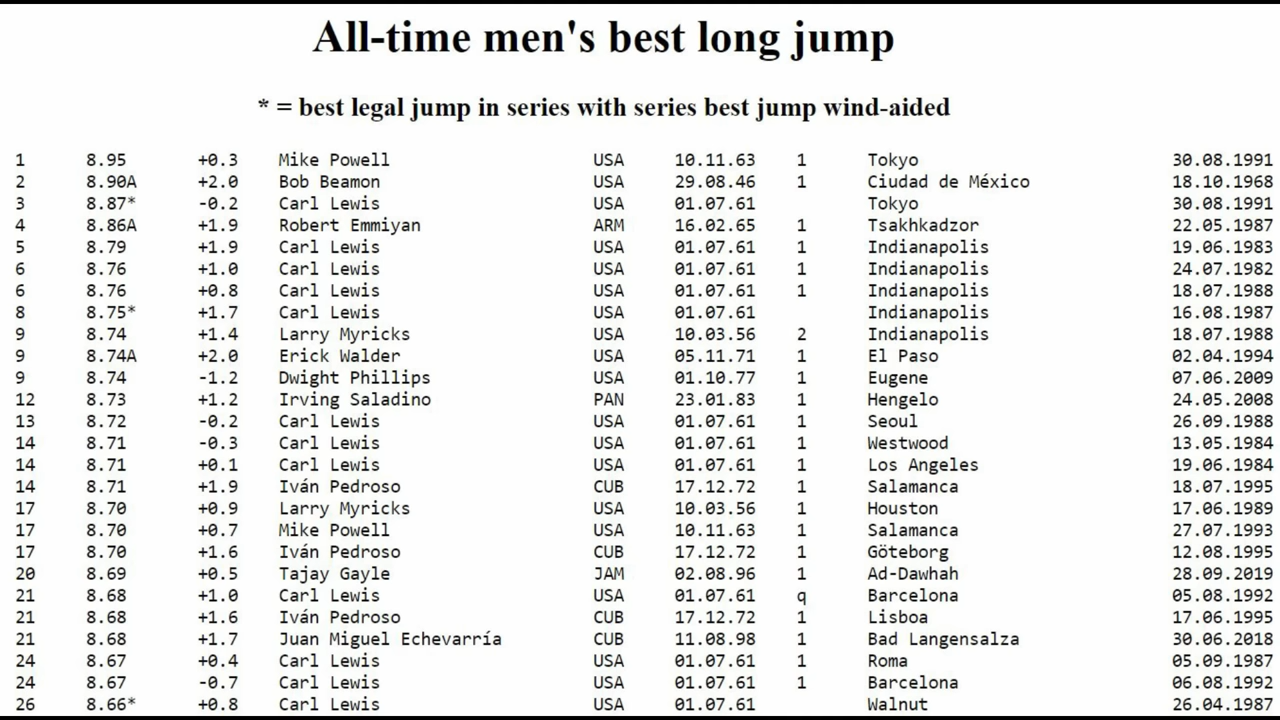 All-time men's best long jump
* = best legal jump in series with series best jump wind-aided
1 8.95 +0.3 Mike Powell USA 10.11.63 1 Tokyo 30.08.1991
2 8.90A +2.0 Bob Beamon USA 29.08.46 1 Ciudad de México 18.10.1968
3 8.87* -0.2 Carl Lewis USA 01.07.61 Tokyo 30.08.1991
4 8.86A +1.9 Robert Emmiyan ARM 16.02.65 1 Tsakhkadzor 22.05.1987
5 8.79 +1.9 Carl Lewis USA 01.07.61 1 Indianapolis 19.06.1983
6 8.76 +1.0 Carl Lewis USA 01.07.61 1 Indianapolis 24.07.1982
6 8.76 +0.8 Carl Lewis USA 01.07.61 1 Indianapolis 18.07.1988
8 8.75* +1.7 Carl Lewis USA 01.07.61 Indianapolis 16.08.1987
9 8.74 +1.4 Larry Myricks USA 10.03.56 2 Indianapolis 18.07.1988
9 8.74A +2.0 Erick Walder USA 05.11.71 1 El Paso 02.04.1994
9 8.74 -1.2 Dwight Phillips USA 01.10.77 1 Eugene 07.06.2009
12 8.73 +1.2 Irving Saladino PAN 23.01.83 1 Hengelo 24.05.2008
13 8.72 -0.2 Carl Lewis USA 01.07.61 1 Seoul 26.09.1988
14 8.71 -0.3 Carl Lewis USA 01.07.61 1 Westwood 13.05.1984
14 8.71 +0.1 Carl Lewis USA 01.07.61 1 Los Angeles 19.06.1984
14 8.71 +1.9 Iván Pedroso CUB 17.12.72 1 Salamanca 18.07.1995
17 8.70 +0.9 Larry Myricks USA 10.03.56 1 Houston 17.06.1989
17 8.70 +0.7 Mike Powell USA 10.11.63 1 Salamanca 27.07.1993
17 8.70 +1.6 Iván Pedroso CUB 17.12.72 1 Göteborg 12.08.1995
20 8.69 +0.5 Tajay Gayle JAM 02.08.96 1 Ad-Dawhah 28.09.2019
21 8.68 +1.0 Carl Lewis USA 01.07.61 q Barcelona 05.08.1992
21 8.68 +1.6 Iván Pedroso CUB 17.12.72 1 Lisboa 17.06.1995
21 8.68 +1.7 Juan Miguel Echevarría CUB 11.08.98 1 Bad Langensalza 30.06.2018
24 8.67 +0.4 Carl Lewis USA 01.07.61 1 Roma 05.09.1987
24 8.67 -0.7 Carl Lewis USA 01.07.61 1 Barcelona 06.08.1992
26 8.66* +0.8 Carl Lewis USA 01.07.61 Walnut 26.04.1987